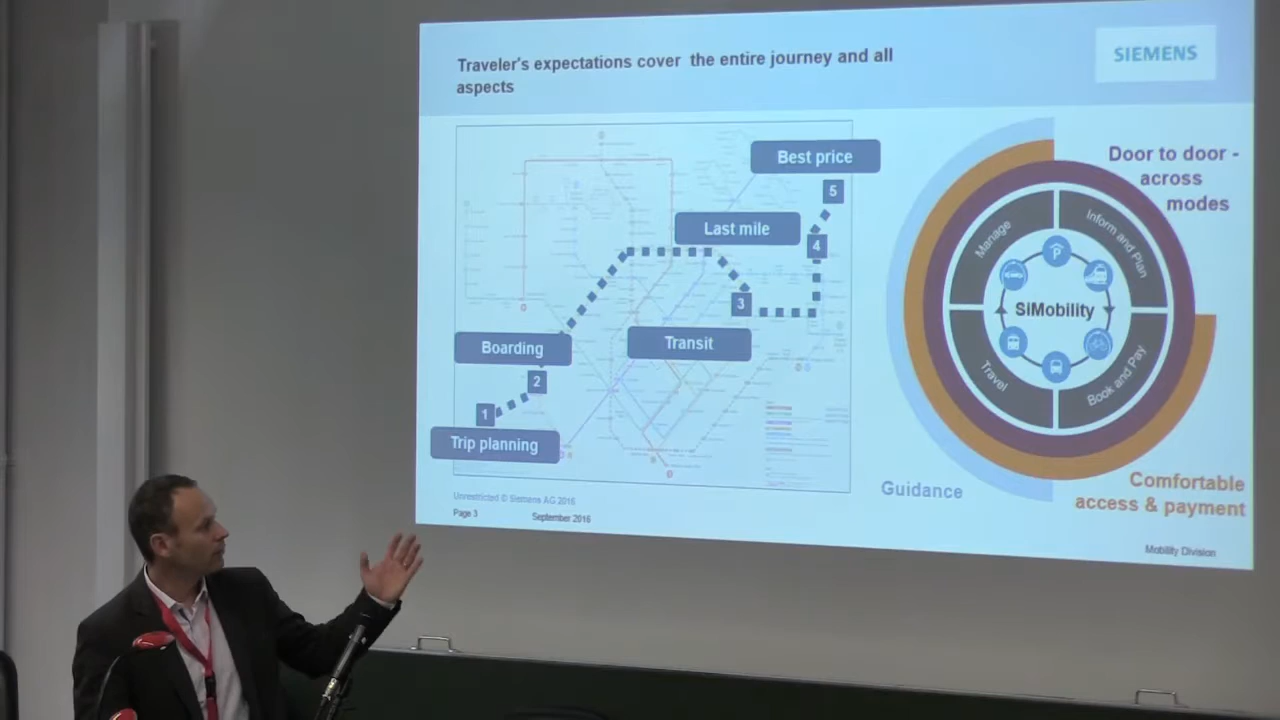 Traveler's expectations cover the entire journey and all
aspects
SIEMENS
Best price
5
Last mile
4
3
Boarding
Transit
2
1
Trip planning
Door to door -
across
modes
Manage
Inform and Plan
P
SiMobility
Travel
Book and Pay
Guidance
Comfortable
access & payment
Unrestricted © Siemens AG 2016
Page 3
September 2016
Mobility Division